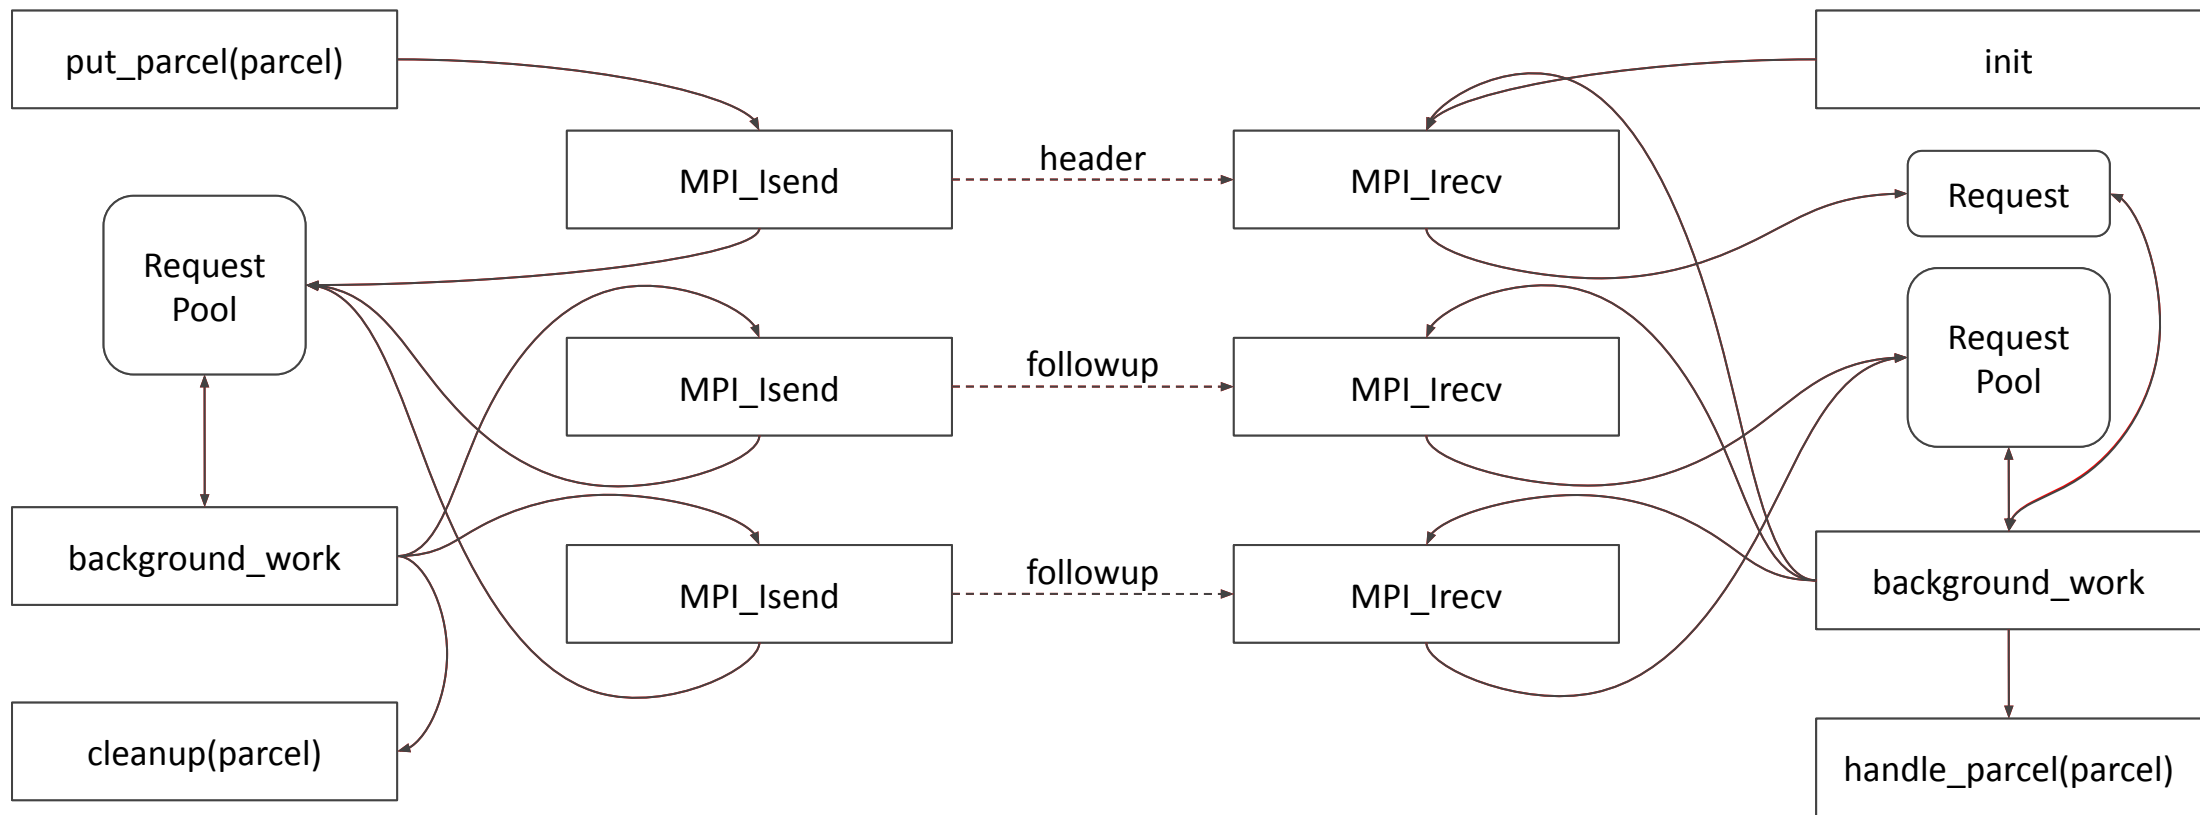 put_parcel(parcel)
init
MPI_Isend
header
MPI_Irecv
Request
Request
Pool
MPI_Isend
followup
MPI_Irecv
Request
Pool
background_work
MPI_Isend
followup
MPI_Irecv
background_work
cleanup(parcel)
handle_parcel(parcel)